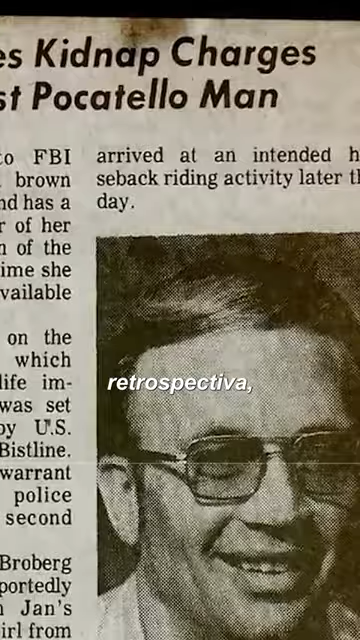 es Kidnap Charges
st Pocatello Man
to FBI
brown
nd has a
r of her
n of the
ime she
vailable
on the
which
life im-
was set
by U.S.
Bistline.
warrant
police
second
Broberg
portedly
Jan's
irl from
arrived at an intended h
seback riding activity later th
day.
retrospectiva,